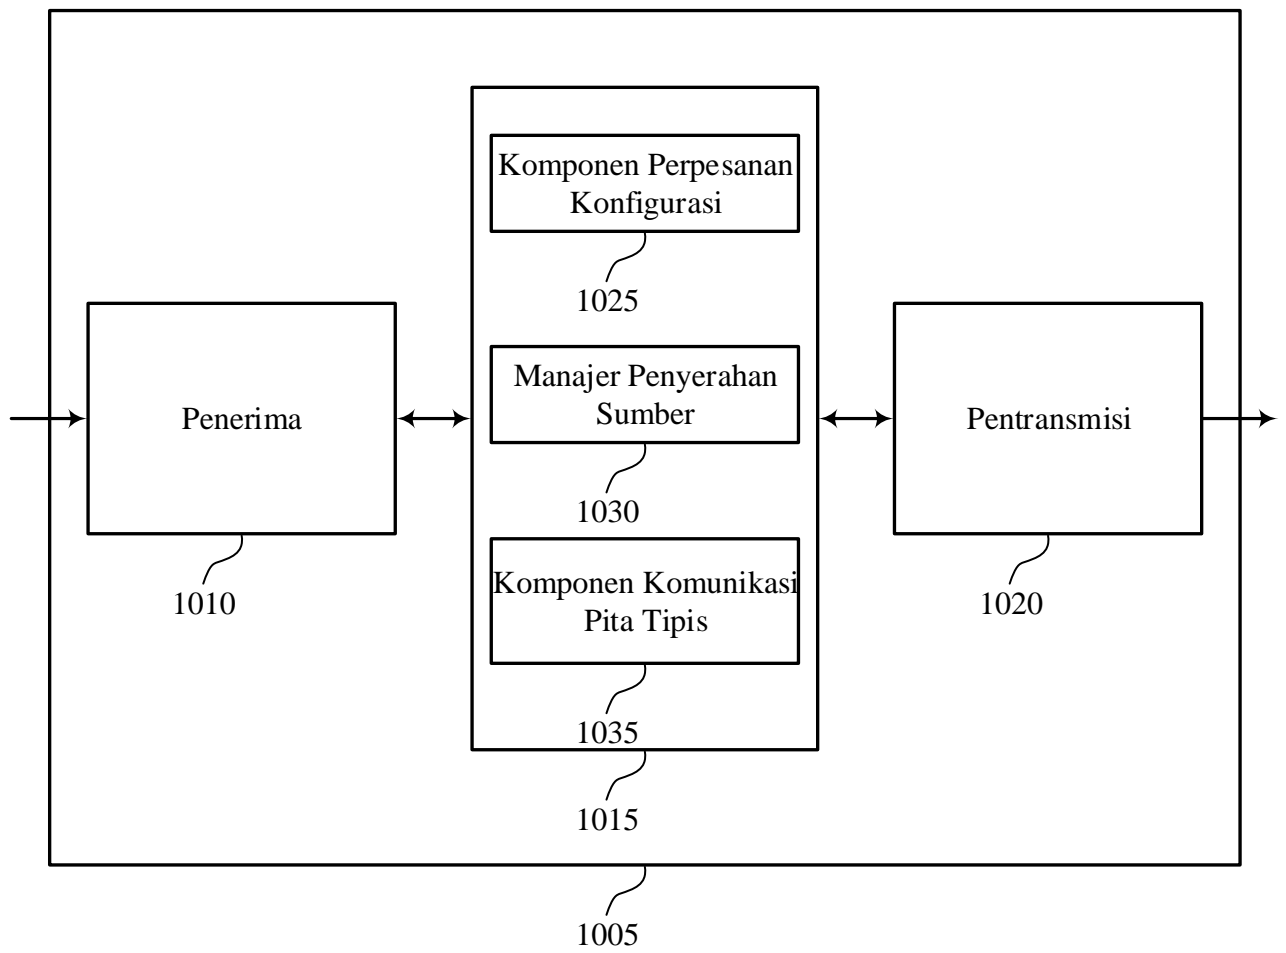 Komponen Perpesanan
Konfigurasi
1025
Penerima
1010
Manajer Penyerahan
Sumber
1030
Komponen Komunikasi
Pita Tipis
1035
1015
Pentransmisi
1020
1005